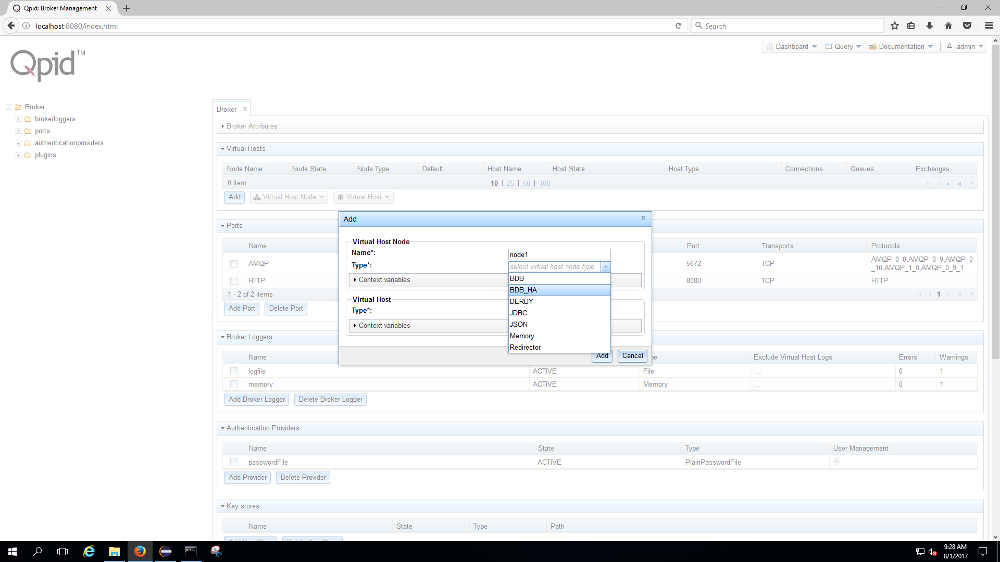 Qpid: Broker Management
localhost:8080/index.html
Search
Dashboard Query Documentation admin
Qpid™
Broker
brokerloggers
ports
authenticationproviders
plugins
Broker x
Broker Attributes
Virtual Hosts
Node Name Node State Node Type Default Host Name Host State Host Type Connections Queues Exchanges
0 item 10 | 25 | 50 | 100
Add Virtual Host Node Virtual Host
Add x
Virtual Host Node
Name*: node1
Type*: select virtual host node type
Context variables
BDB
BDB_HA
DERBY
JDBC
JSON
Memory
Redirector
Virtual Host
Type*:
Context variables
Add Cancel
Ports
Name Port Transports Protocols
AMQP 5672 TCP AMQP_0_8,AMQP_0_9,AMQP_0
_10,AMQP_1_0,AMQP_0_9_1
HTTP 8080 TCP HTTP
1 - 2 of 2 items 1
Add Port Delete Port
Broker Loggers
Name Exclude Virtual Host Logs Errors Warnings
logfile ACTIVE File 0 1
memory ACTIVE Memory 0 1
Add Broker Logger Delete Broker Logger
Authentication Providers
Name State Type User Management
passwordFile ACTIVE PlainPasswordFile
Add Provider Delete Provider
Key stores
Name State Type Path
9:28 AM
8/1/2017